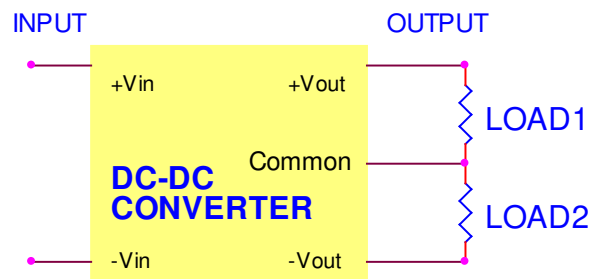 INPUT
OUTPUT
+Vin
+Vout
LOAD1
Common
DC-DC
CONVERTER
LOAD2
-Vin
-Vout